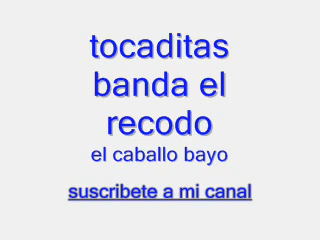 tocaditas
banda el
recodo
el caballo bayo
suscribete a mi canal